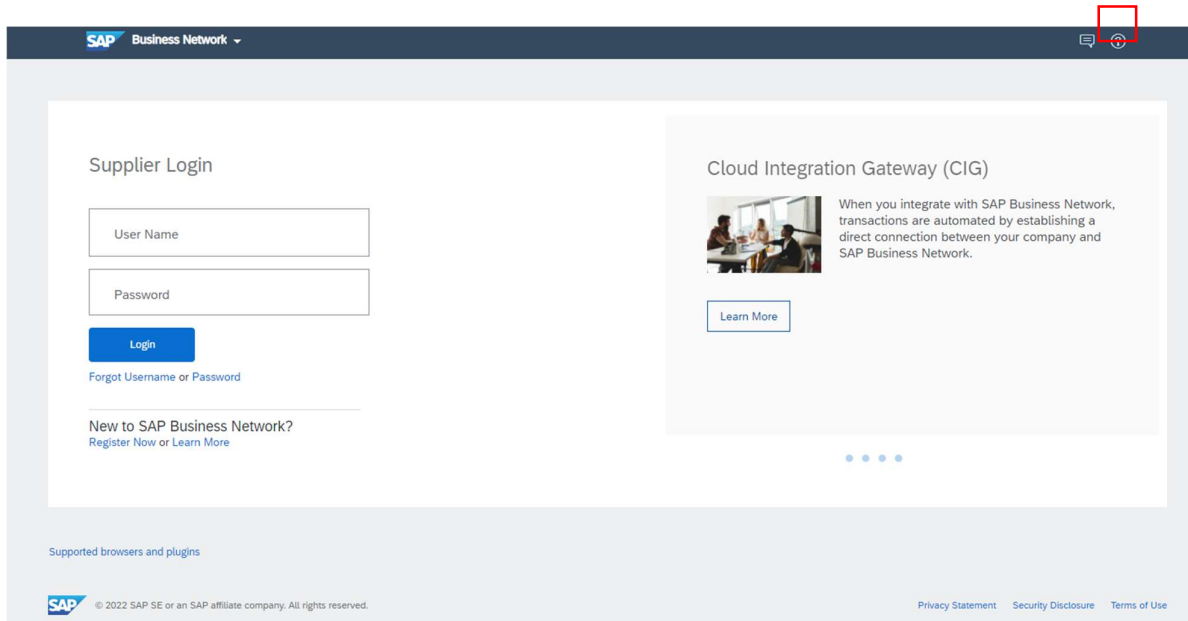 SAP Business Network
Supplier Login
User Name
Password
Login
Forgot Username or Password
New to SAP Business Network?
Register Now or Learn More
Cloud Integration Gateway (CIG)
When you integrate with SAP Business Network,
transactions are automated by establishing a
direct connection between your company and
SAP Business Network.
Learn More
Supported browsers and plugins
SAP © 2022 SAP SE or an SAP affiliate company. All rights reserved.
Privacy Statement Security Disclosure Terms of Use